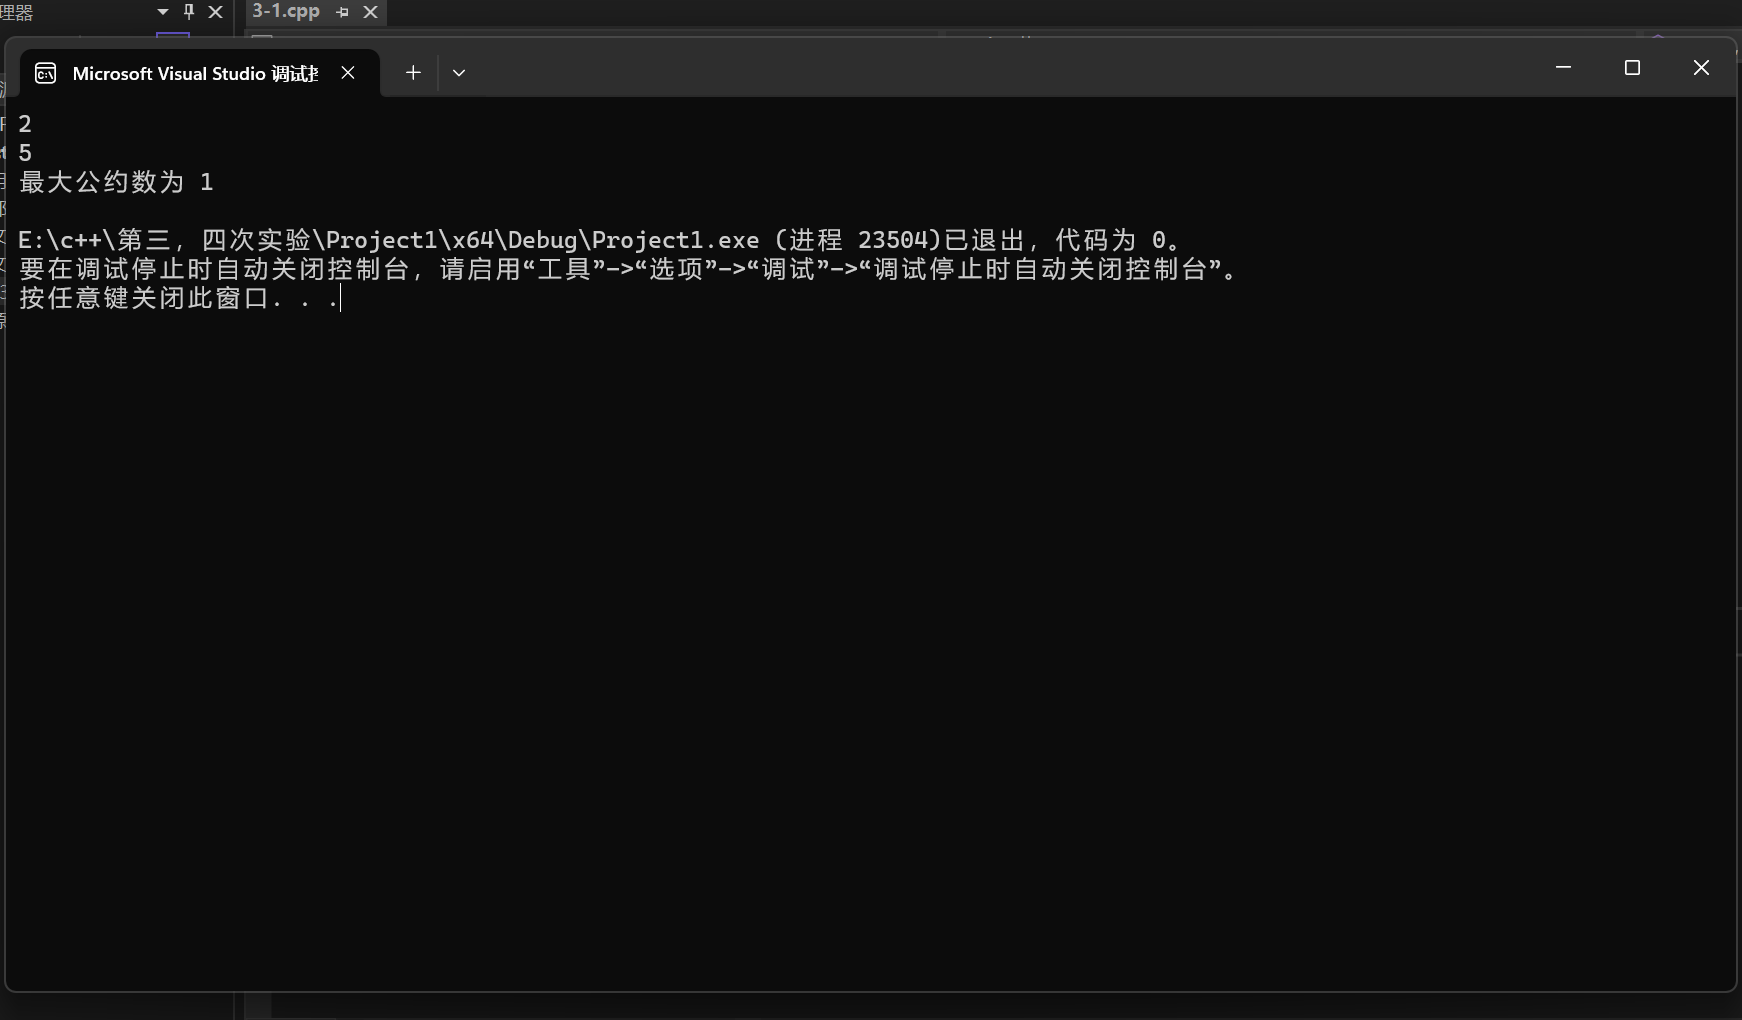 理器
3-1.cpp
Microsoft Visual Studio 调试
2
5
最大公约数为 1
E:\c++\第三，四次实验\Project1\x64\Debug\Project1.exe (进程 23504)已退出，代码为 0。
要在调试停止时自动关闭控制台，请启用“工具”->“选项”->“调试”->“调试停止时自动关闭控制台”。
按任意键关闭此窗口. . .